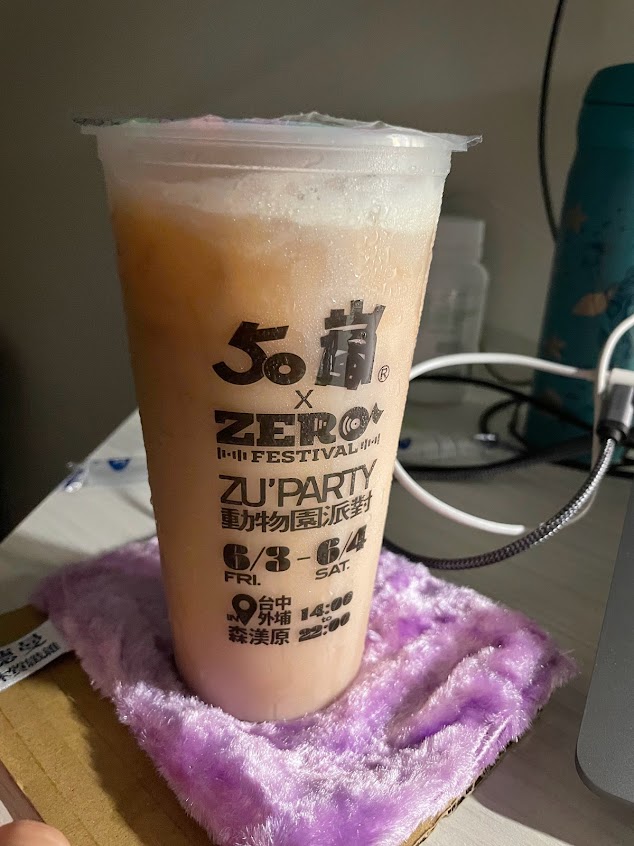 50嵐®
X
ZERO
FESTIVAL
ZU'PARTY
動物園派對
6/3-6/4
FRI. SAT.
IN 台中 14:00
外埔 to
森渼原 22:00